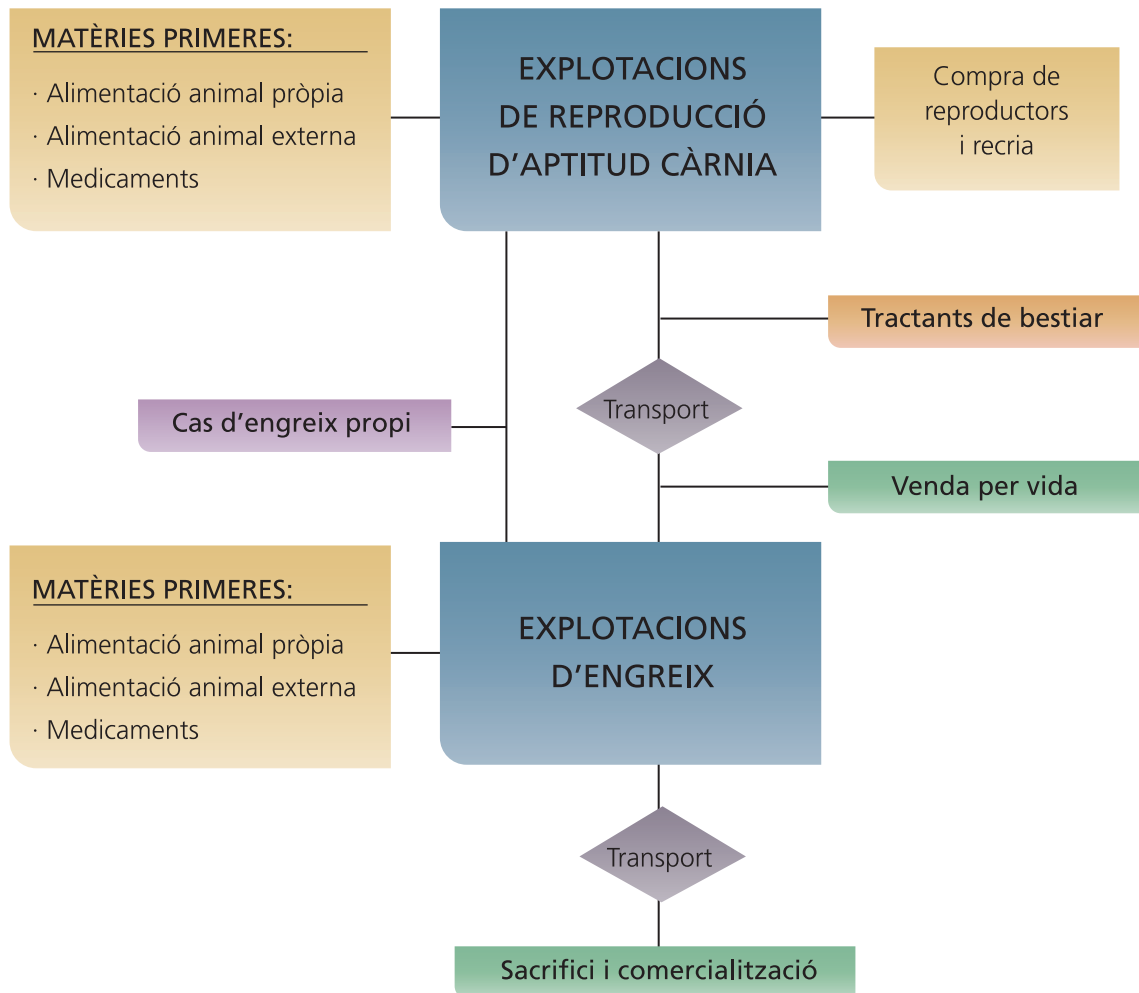 MATÈRIES PRIMERES:
· Alimentació animal pròpia
· Alimentació animal externa
· Medicaments
EXPLOTACIONS
DE REPRODUCCIÓ
D’APTITUD CÀRNIA
Compra de
reproductors
i recria
Tractants de bestiar
Transport
Cas d’engreix propi
Venda per vida
MATÈRIES PRIMERES:
· Alimentació animal pròpia
· Alimentació animal externa
· Medicaments
EXPLOTACIONS
D’ENGREIX
Transport
Sacrifici i comercialització